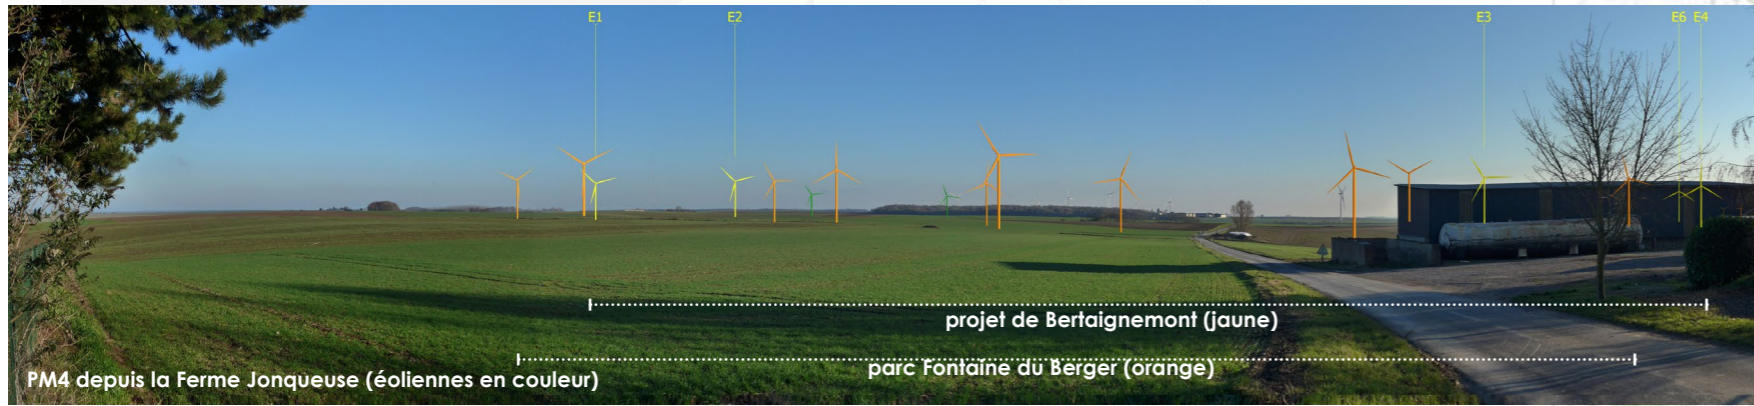 E1 E2 E3 E6 E4
projet de Bertaignemont (jaune)
parc Fontaine du Berger (orange)
PM4 depuis la Ferme Jonqueuse (éoliennes en couleur)